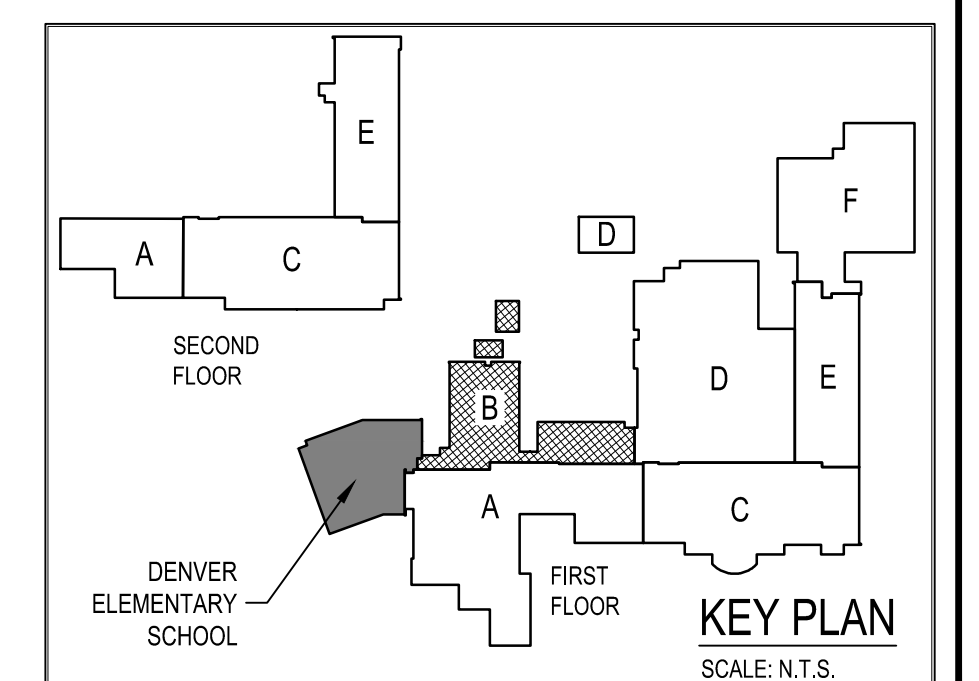 E
F
A
C
D
SECOND
FLOOR
D
E
B
A
C
DENVER
ELEMENTARY
SCHOOL
FIRST
FLOOR
KEY PLAN
SCALE: N.T.S.